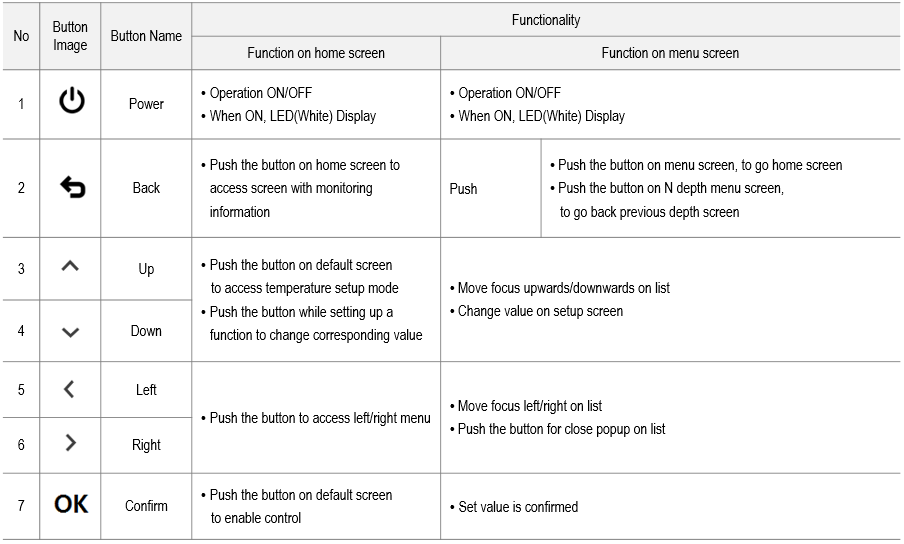 No
Button
Image
Button Name
Functionality
Function on home screen
Function on menu screen
1
Power
• Operation ON/OFF
• When ON, LED(White) Display
• Operation ON/OFF
• When ON, LED(White) Display
2
Back
• Push the button on home screen to
access screen with monitoring
information
Push
• Push the button on menu screen, to go home screen
• Push the button on N depth menu screen,
to go back previous depth screen
3
Up
4
Down
• Push the button on default screen
to access temperature setup mode
• Push the button while setting up a
function to change corresponding value
• Move focus upwards/downwards on list
• Change value on setup screen
5
Left
6
Right
• Push the button to access left/right menu
• Move focus left/right on list
• Push the button for close popup on list
7
OK
Confirm
• Push the button on default screen
to enable control
• Set value is confirmed